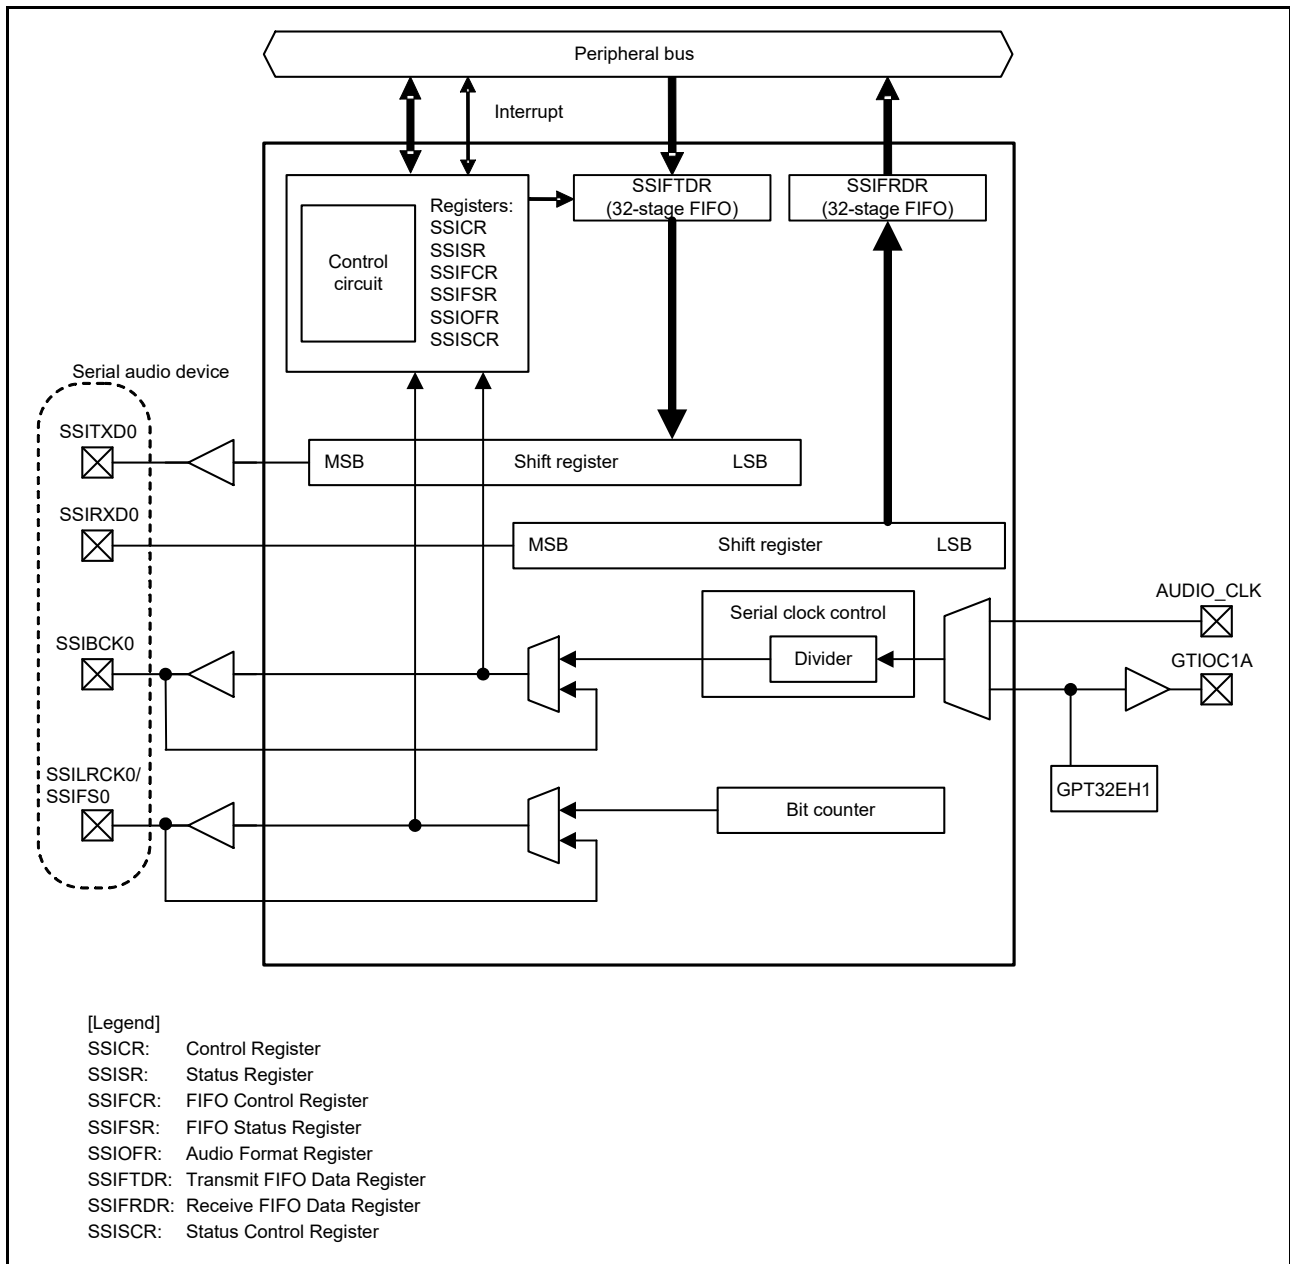 Peripheral bus
Interrupt
SSIFTDR
(32-stage FIFO)
SSIFRDR
(32-stage FIFO)
Control
circuit
Registers:
SSICR
SSISR
SSIFCR
SSIFSR
SSIOFR
SSISCR
Serial audio device
SSITXD0
MSB Shift register LSB
SSIRXD0
MSB Shift register LSB
AUDIO_CLK
Serial clock control
Divider
SSIBCK0
GTIOC1A
GPT32EH1
SSILRCK0/
SSIFS0
Bit counter
[Legend]
SSICR: Control Register
SSISR: Status Register
SSIFCR: FIFO Control Register
SSIFSR: FIFO Status Register
SSIOFR: Audio Format Register
SSIFTDR: Transmit FIFO Data Register
SSIFRDR: Receive FIFO Data Register
SSISCR: Status Control Register